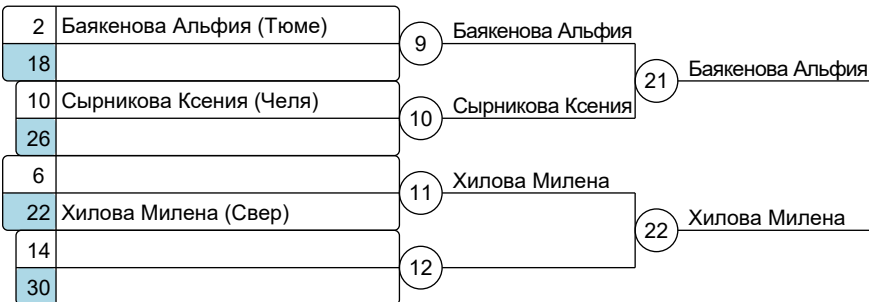 2 Баякенова Альфия (Тюме)
18
9 Баякенова Альфия
10 Сырникова Ксения (Челя)
26
10 Сырникова Ксения
21 Баякенова Альфия
6
22 Хилова Милена (Свер)
11 Хилова Милена
14
30
12
22 Хилова Милена